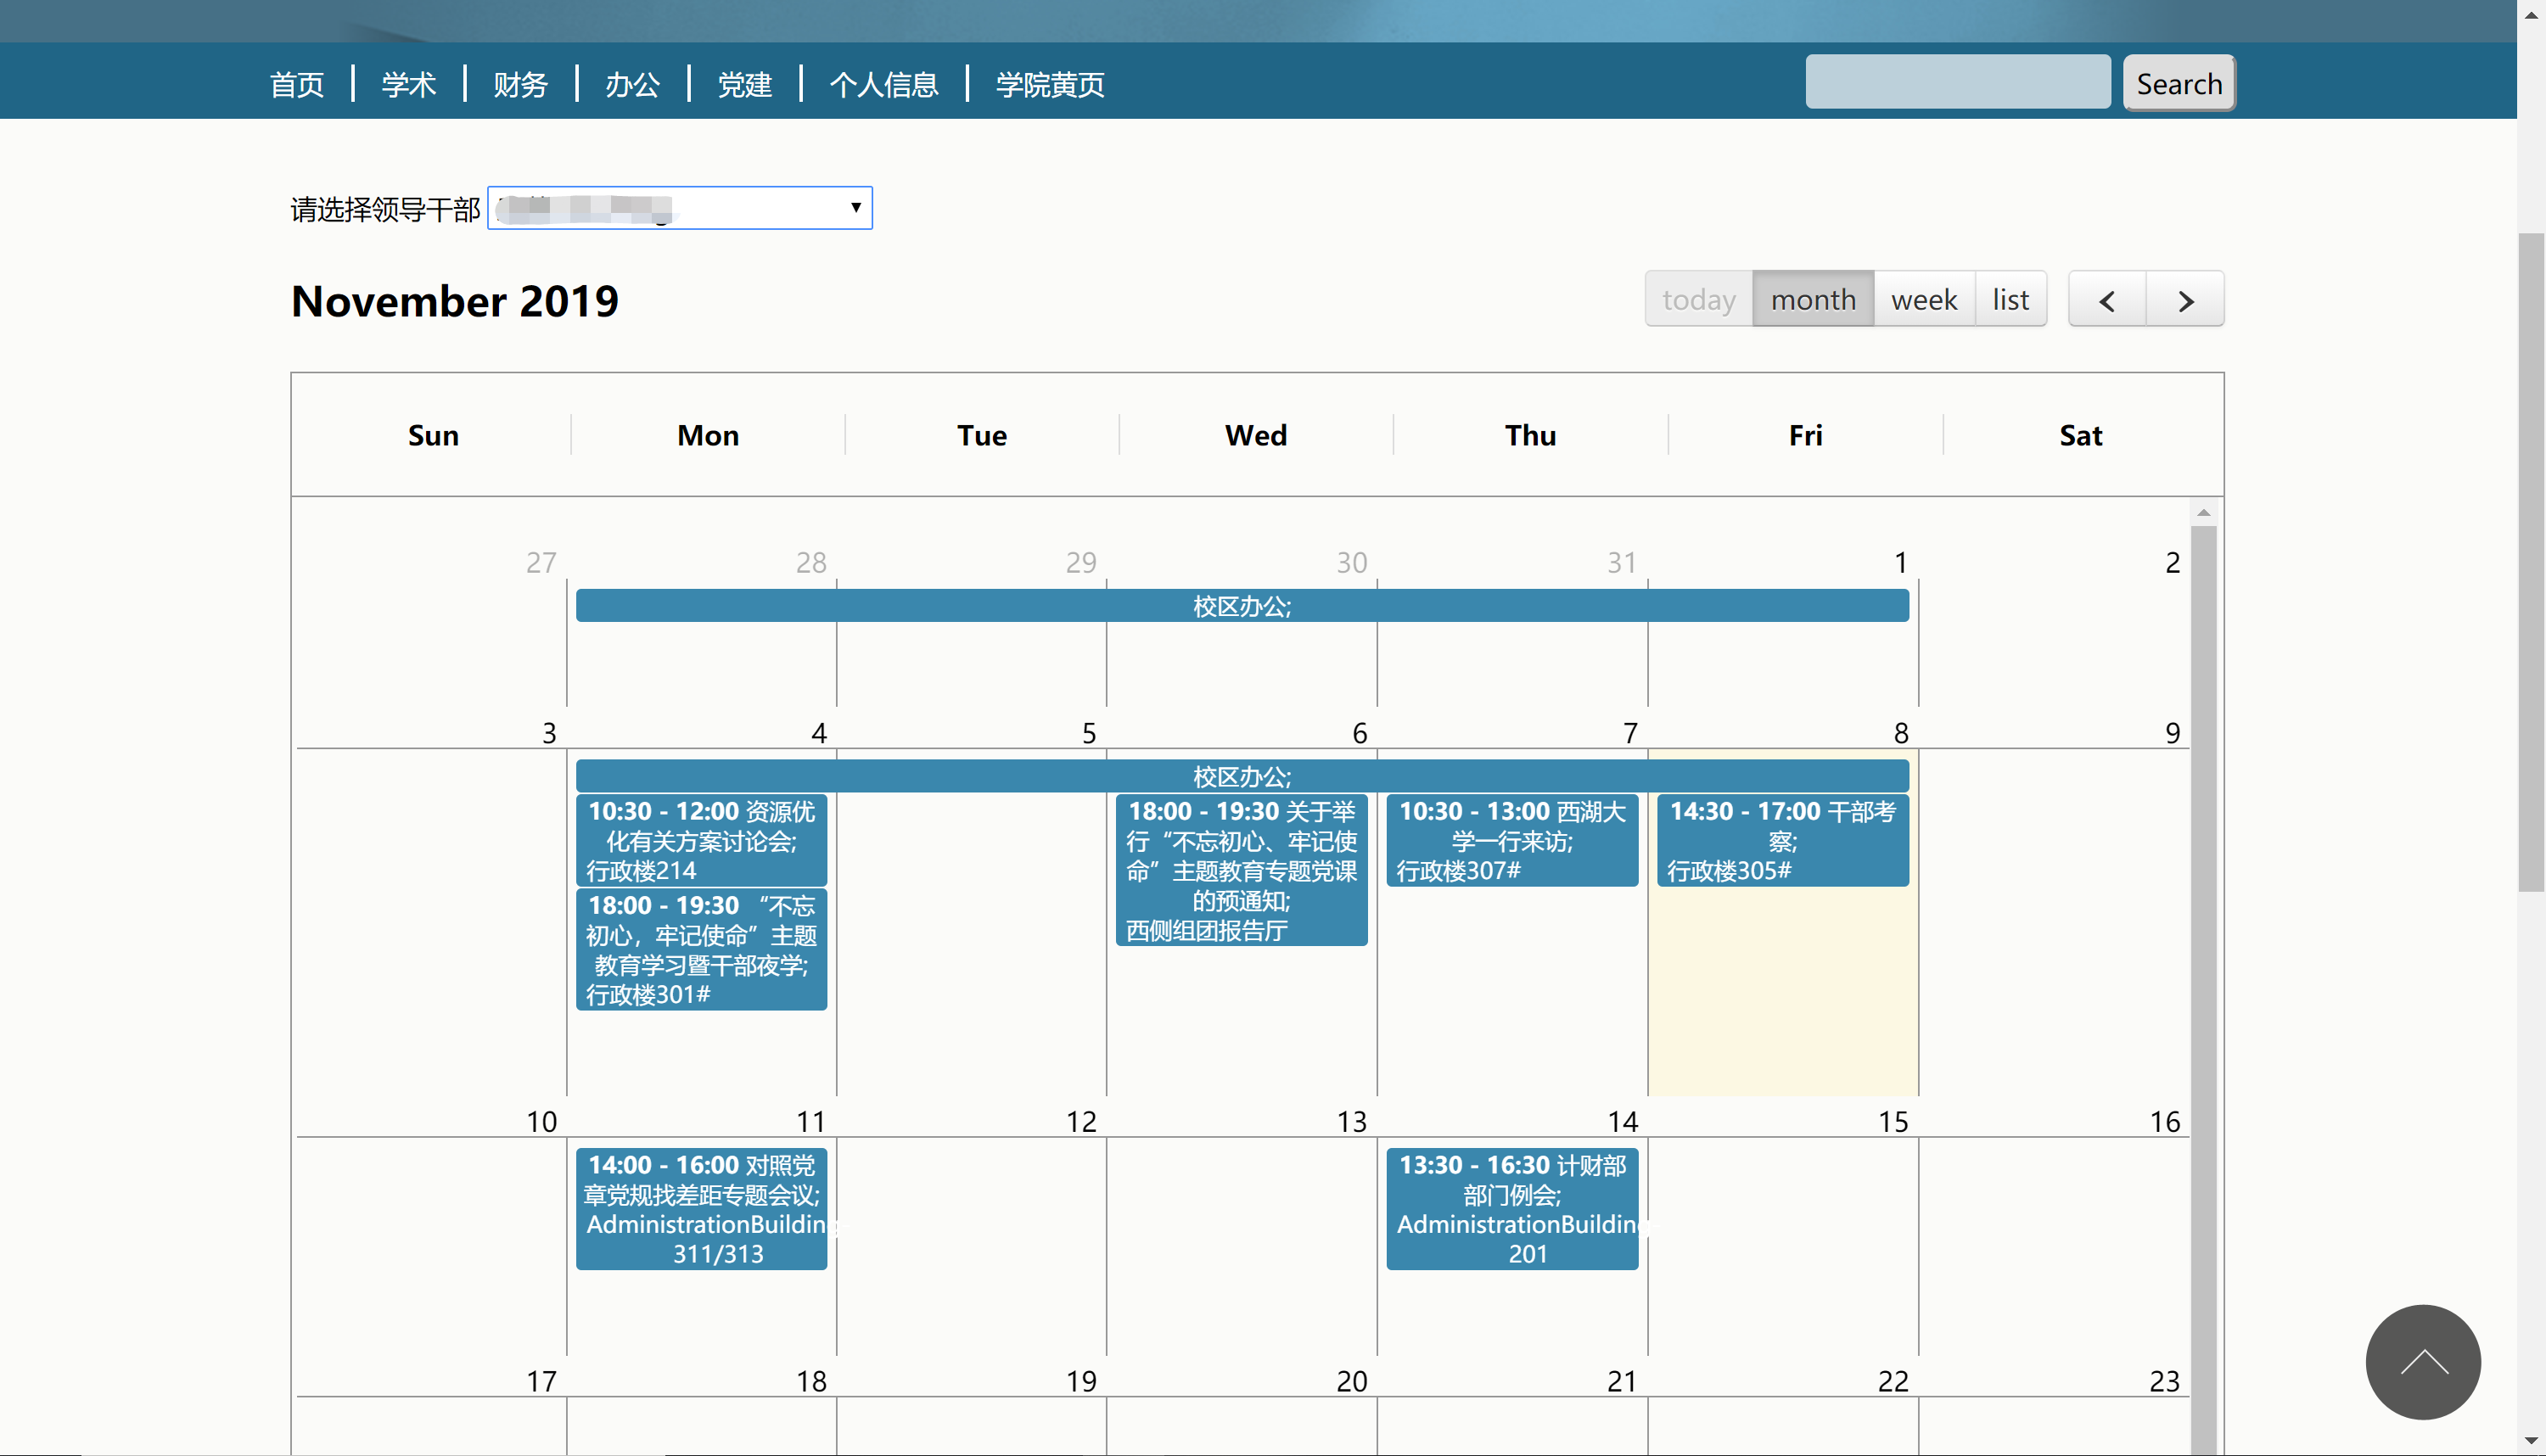 首页 学术 财务 办公 党建 个人信息 学院黄页 Search
请选择领导干部
November 2019
today month week list
Sun Mon Tue Wed Thu Fri Sat
27 28 29 30 31 1 2
校区办公;
3 4 5 6 7 8 9
校区办公;
10:30 - 12:00 资源优
化有关方案讨论会;
行政楼214
18:00 - 19:30 “不忘
初心，牢记使命”主题
教育学习暨干部夜学;
行政楼301#
18:00 - 19:30 关于举
行“不忘初心、牢记使
命”主题教育专题党课
的预通知;
西侧组团报告厅
10:30 - 13:00 西湖大
学一行来访;
行政楼307#
14:30 - 17:00 干部考
察;
行政楼305#
10 11 12 13 14 15 16
14:00 - 16:00 对照党
章党规找差距专题会议;
AdministrationBuilding-
311/313
13:30 - 16:30 计财部
部门例会;
AdministrationBuilding-
201
17 18 19 20 21 22 23